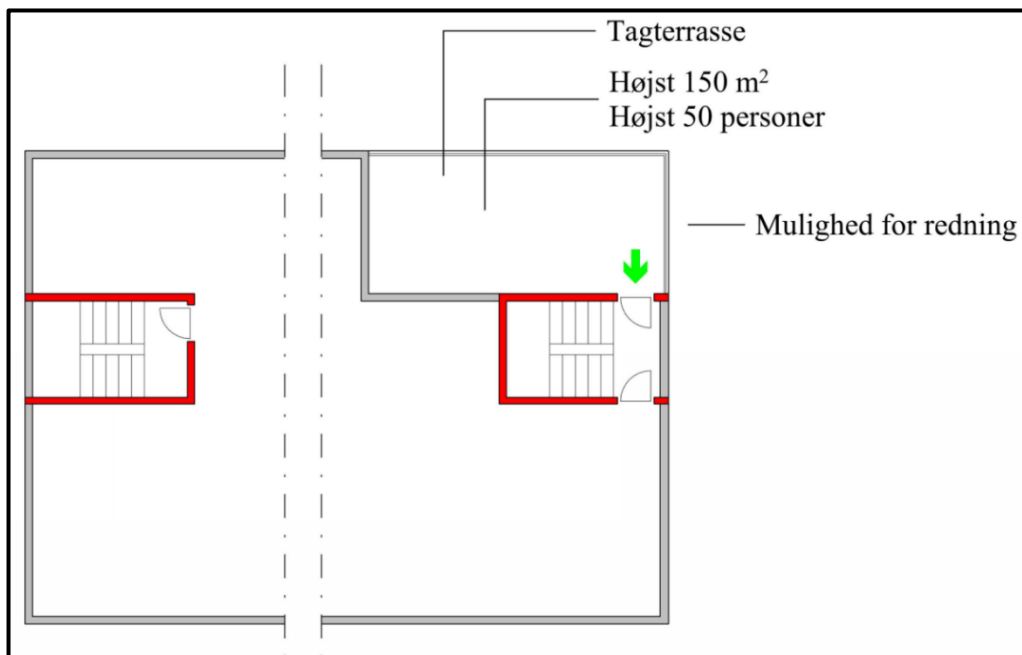 Tagterrasse
Højst 150 m²
Højst 50 personer
Mulighed for redning